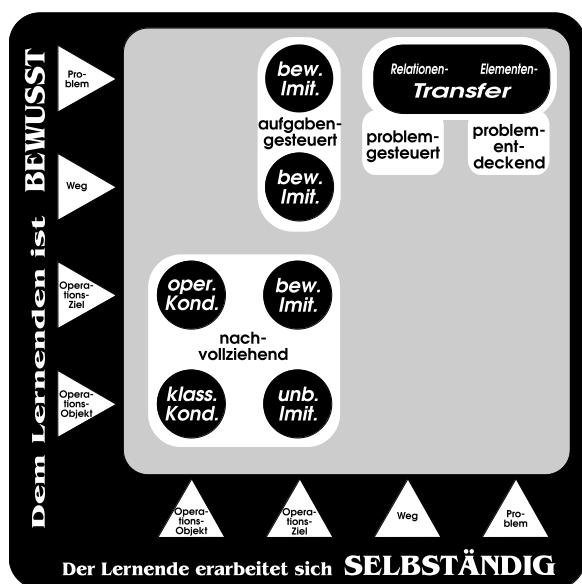 Dem Lernenden ist BEWUSST
Pro-
blem
Weg
Opera-
tions-
Ziel
Opera-
tions-
Objekt
bew.
Imit.
aufgaben-
gesteuert
bew.
Imit.
Relationen- Elementen-
Transfer
problem-
gesteuert
problem-
ent-
deckend
oper.
Kond.
bew.
Imit.
nach-
vollziehend
klass.
Kond.
unb.
Imit.
Opera-
tions-
Objekt
Opera-
tions-
Ziel
Weg
Pro-
blem
Der Lernende erarbeitet sich SELBSTÄNDIG